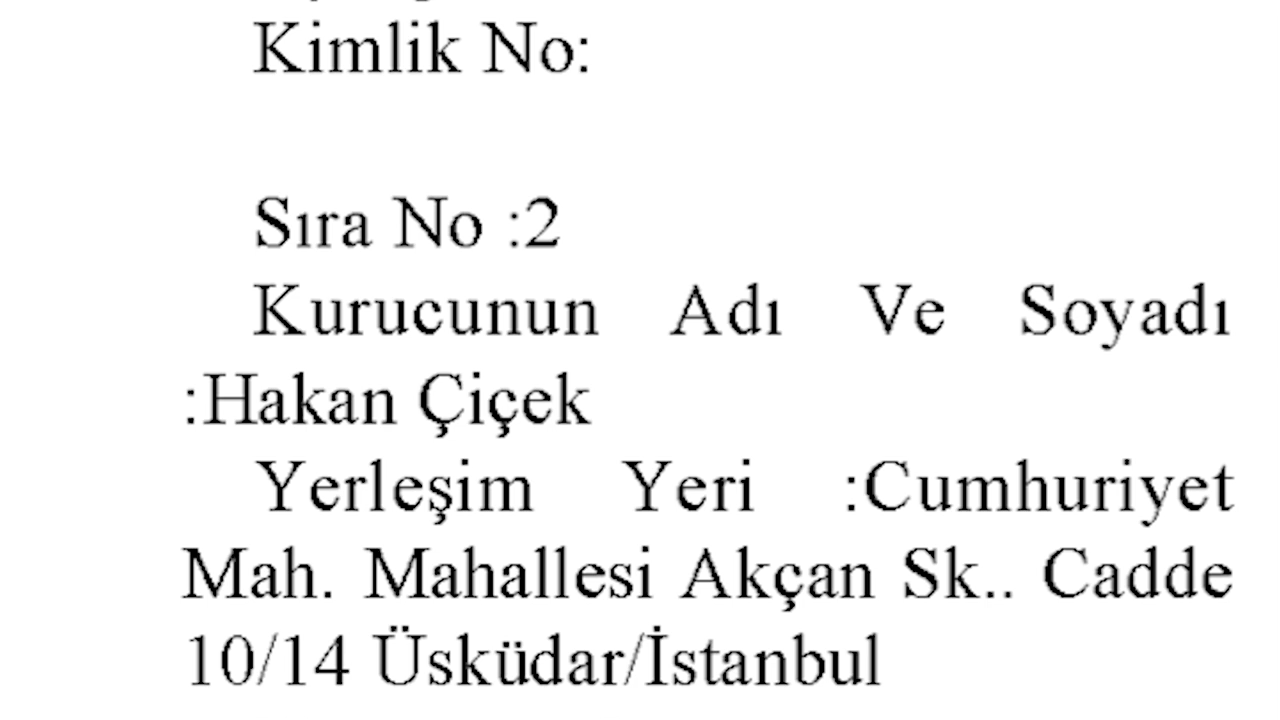 Kimlik No:
Sıra No :2
Kurucunun Adı Ve Soyadı
:Hakan Çiçek
Yerleşim Yeri :Cumhuriyet
Mah. Mahallesi Akçan Sk.. Cadde
10/14 Üsküdar/İstanbul